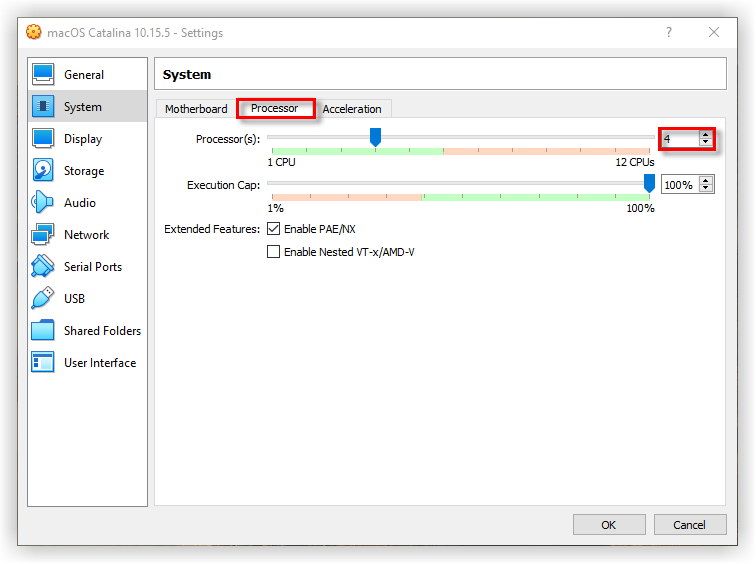 macOS Catalina 10.15.5 - Settings
?
General
System
Display
Storage
Audio
Network
Serial Ports
USB
Shared Folders
User Interface
System
Motherboard Processor Acceleration
Processor(s): 4
1 CPU 12 CPUs
Execution Cap: 100%
1% 100%
Extended Features: Enable PAE/NX
Enable Nested VT-x/AMD-V
OK Cancel